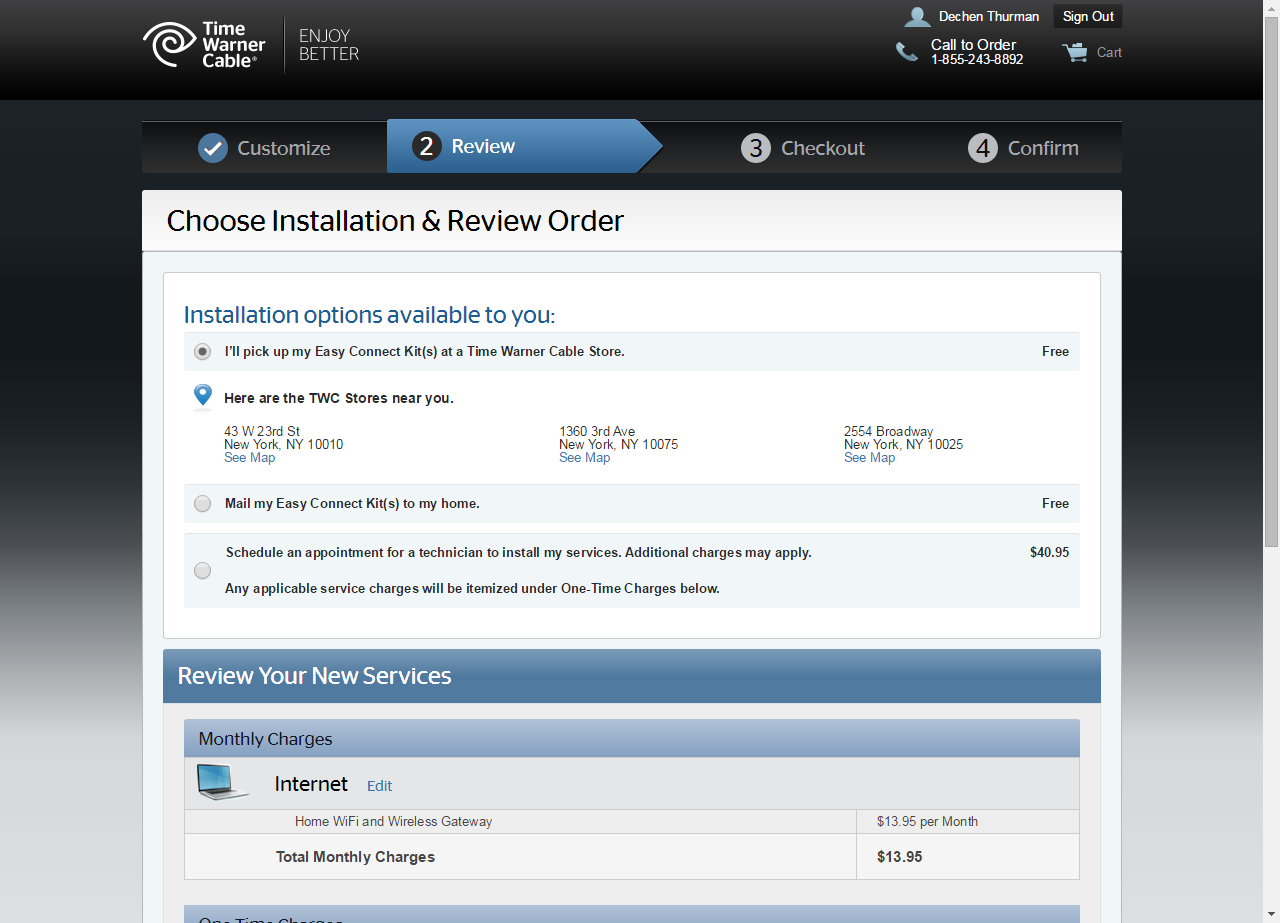 Time Warner Cable®
ENJOY BETTER
Dechen Thurman
Sign Out
Call to Order
1-855-243-8892
Cart
Customize
2 Review
3 Checkout
4 Confirm
Choose Installation & Review Order
Installation options available to you:
I'll pick up my Easy Connect Kit(s) at a Time Warner Cable Store. Free
Here are the TWC Stores near you.
43 W 23rd St
New York, NY 10010
See Map
1360 3rd Ave
New York, NY 10075
See Map
2554 Broadway
New York, NY 10025
See Map
Mail my Easy Connect Kit(s) to my home. Free
Schedule an appointment for a technician to install my services. Additional charges may apply. $40.95
Any applicable service charges will be itemized under One-Time Charges below.
Review Your New Services
Monthly Charges
Internet Edit
Home WiFi and Wireless Gateway $13.95 per Month
Total Monthly Charges $13.95
One Time Charges